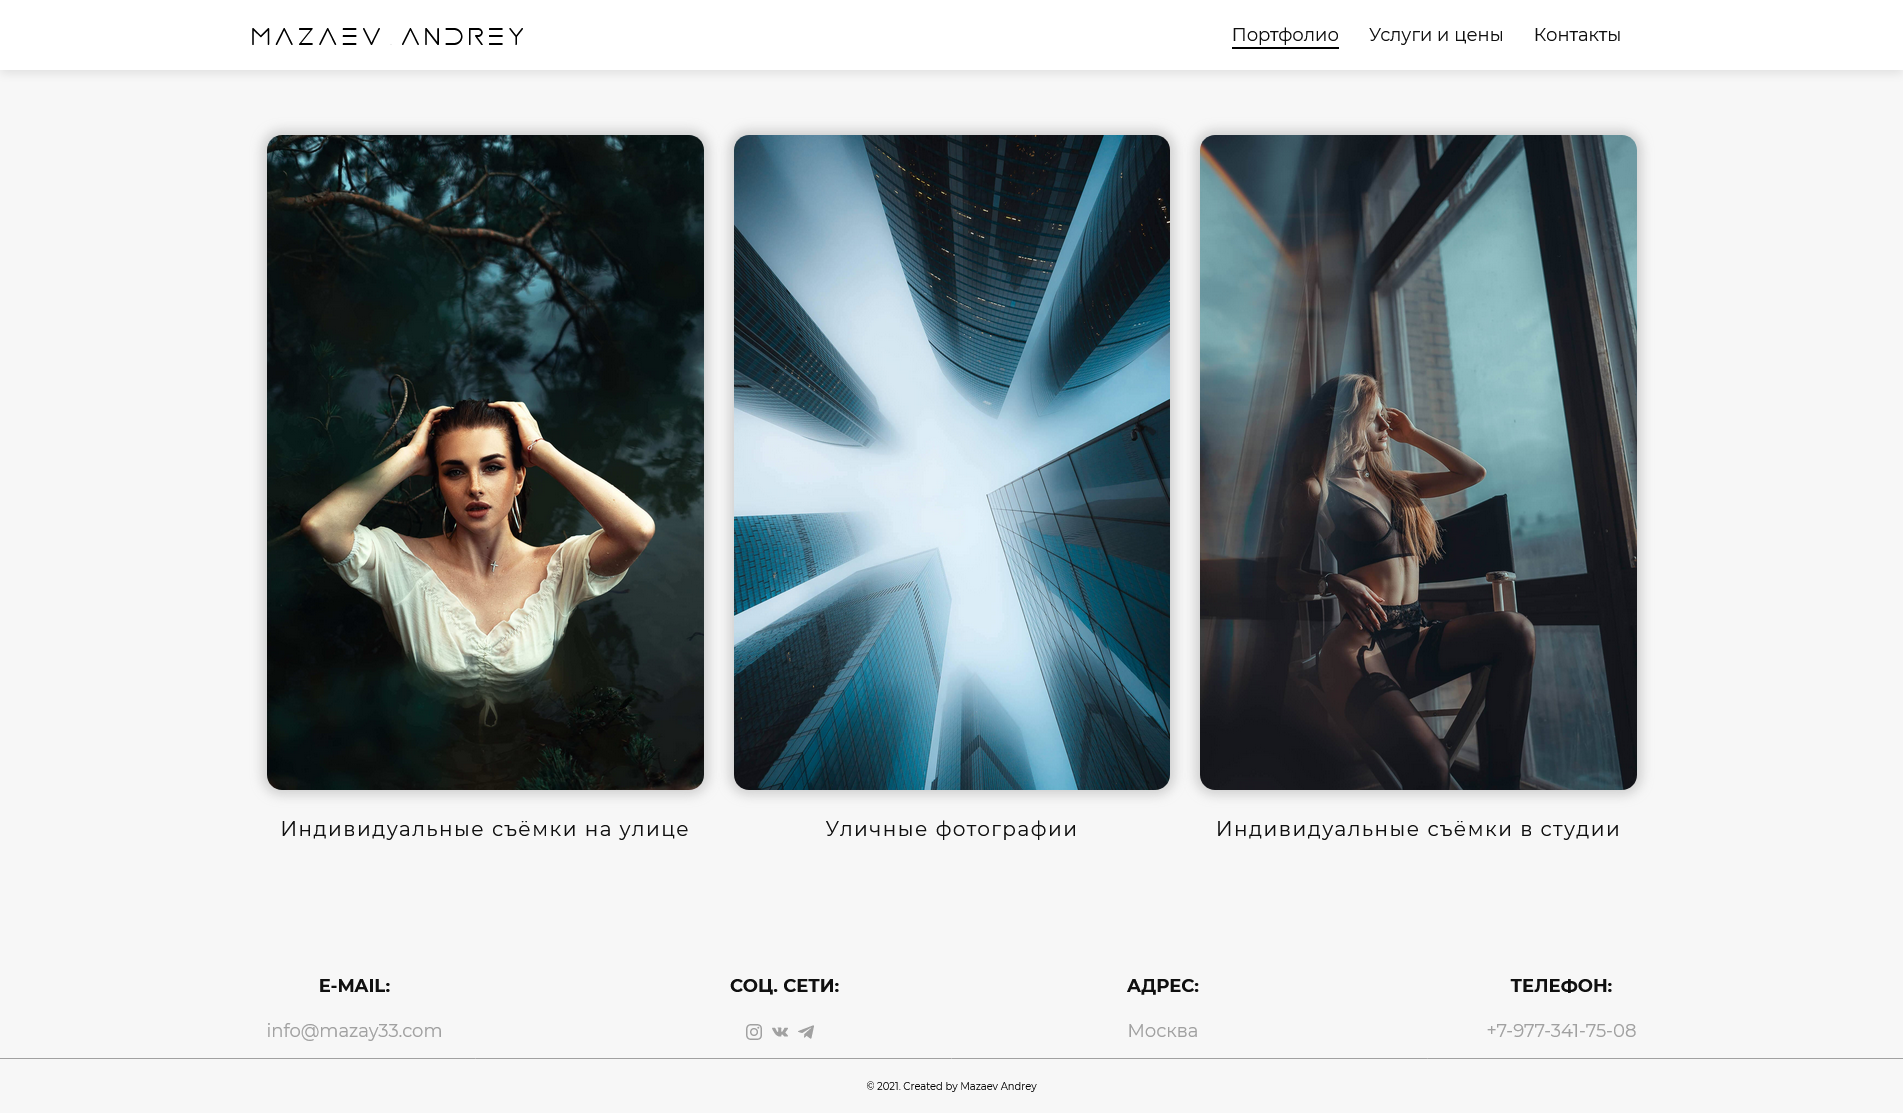 MAZAEV ANDREY
Портфолио Услуги и цены Контакты
Индивидуальные съёмки на улице
Уличные фотографии
Индивидуальные съёмки в студии
E-MAIL:
info@mazay33.com
СОЦ. СЕТИ:
АДРЕС:
Москва
ТЕЛЕФОН:
+7-977-341-75-08
© 2021. Created by Mazaev Andrey